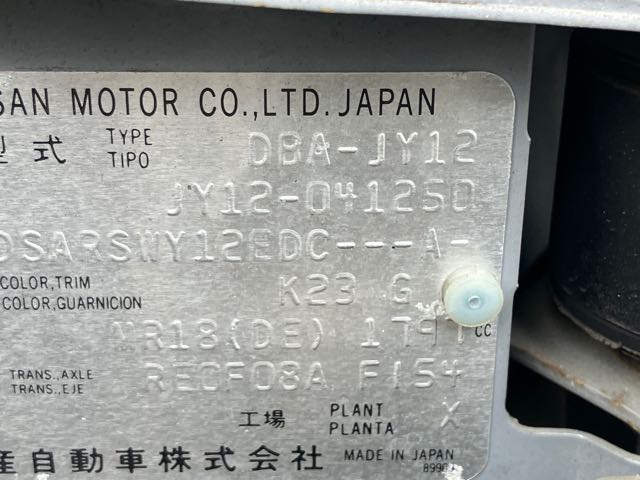 SAN MOTOR CO.,LTD. JAPAN
型式 TYPE TIPO DBA-JY12
JY12-041250
DSARSWY12EDC---A-
COLOR,TRIM K23 G
COLOR,GUARNICION
MR18(DE) 1797 CC
TRANS.,AXLE TRANS.,EJE RE0F08A F154
工場 PLANT PLANTA X
産自動車株式会社 MADE IN JAPAN